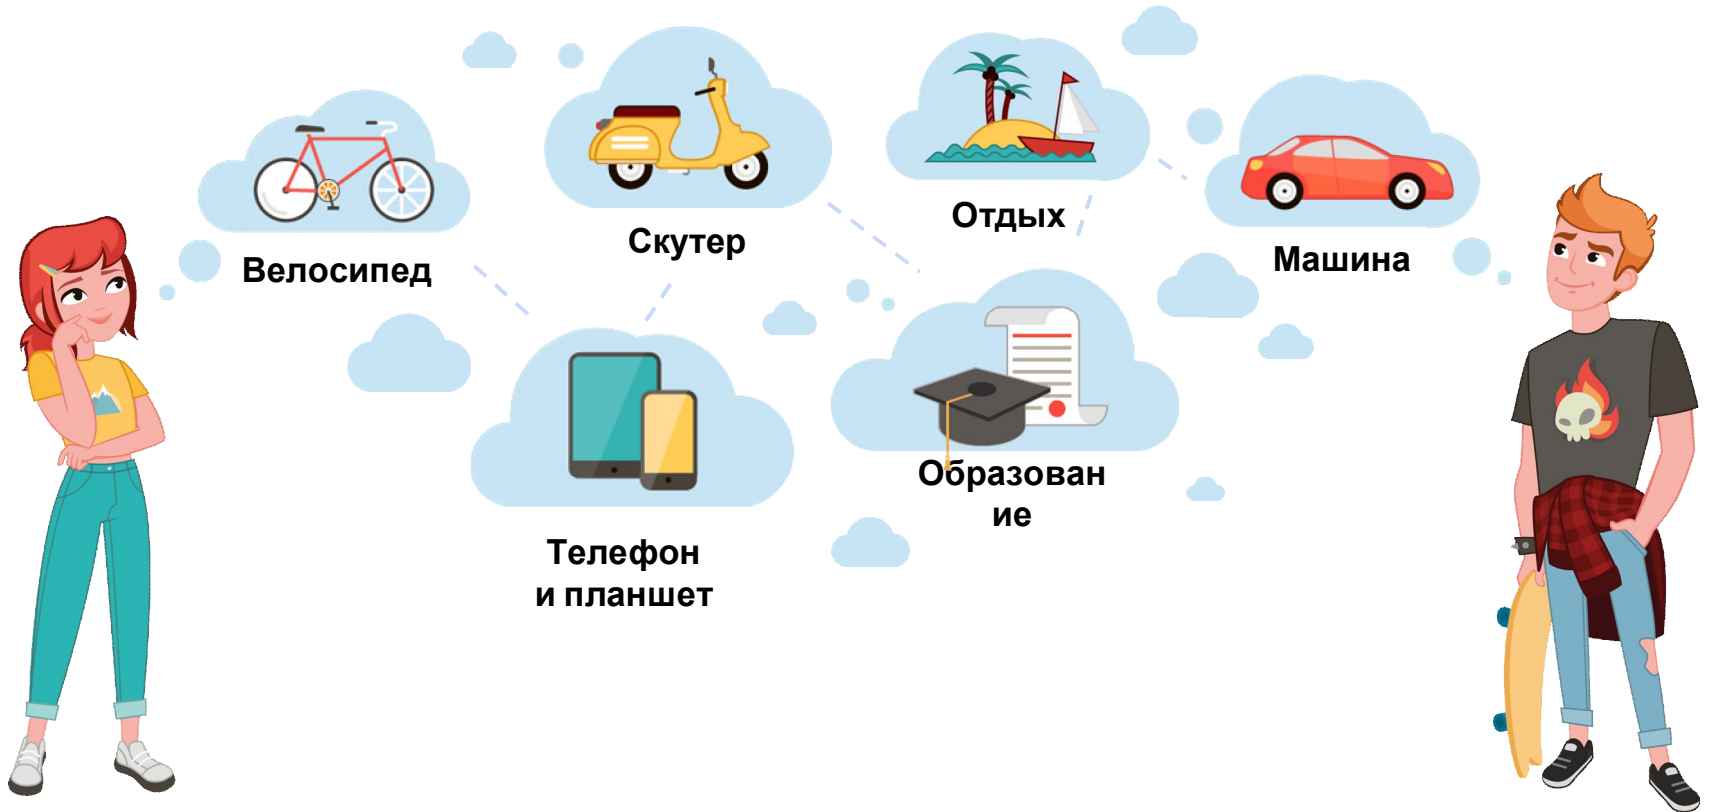 Велосипед
Скутер
Отдых
Машина
Телефон
и планшет
Образован
ие